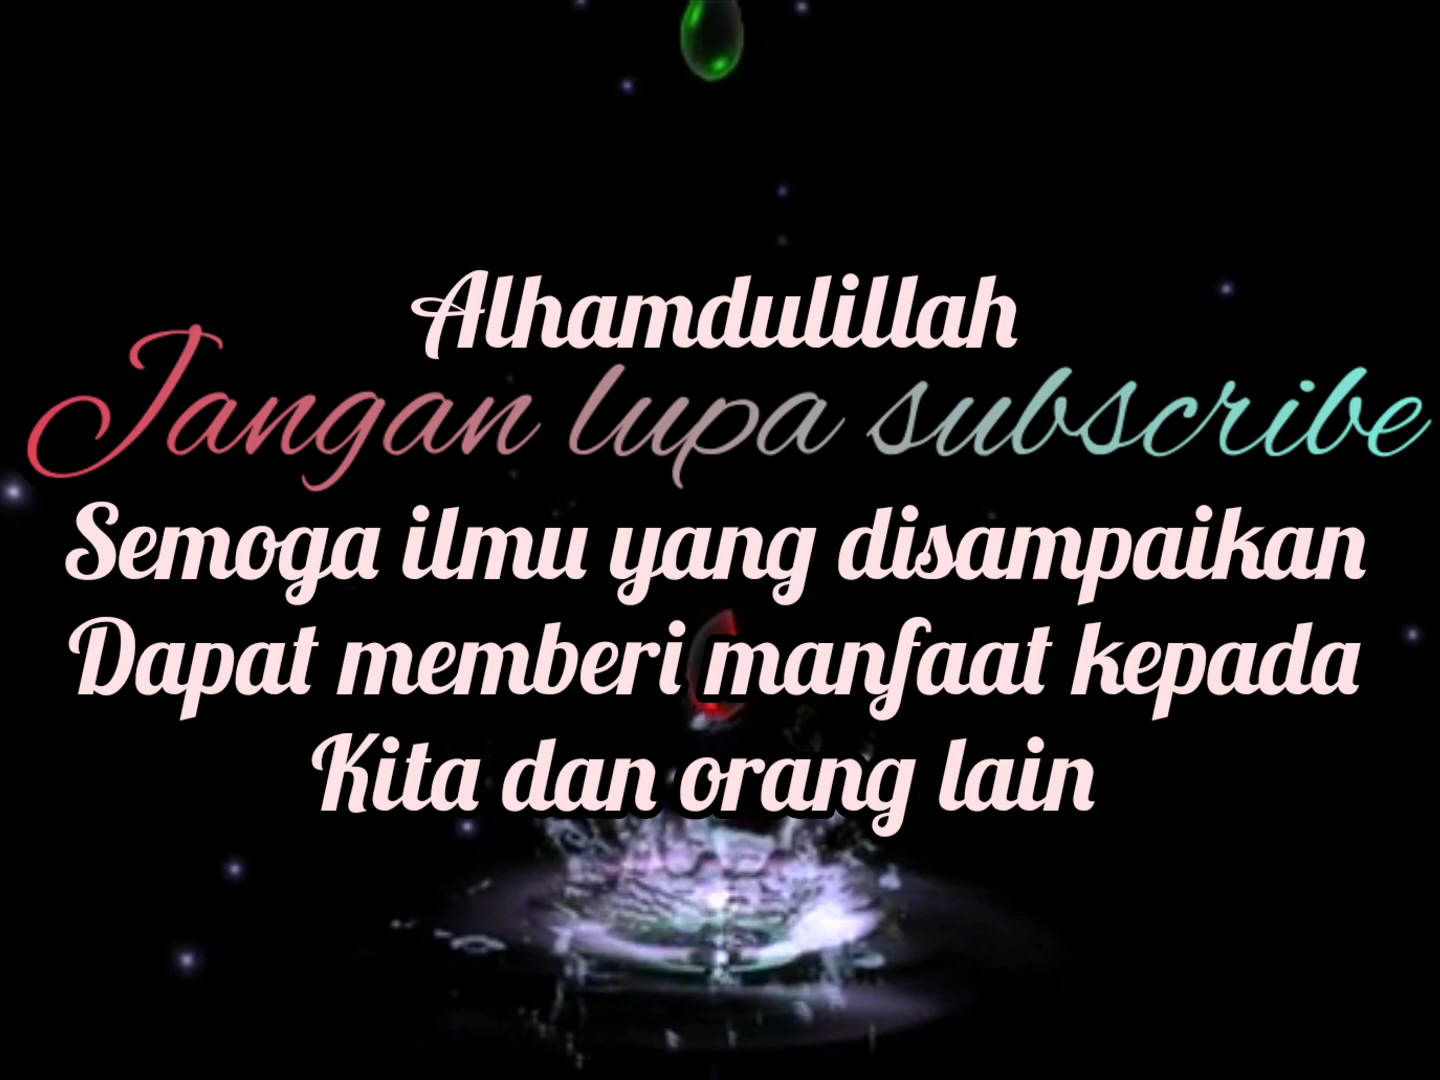 Alhamdulillah
Jangan lupa subscribe
Semoga ilmu yang disampaikan
Dapat memberi manfaat kepada
Kita dan orang lain